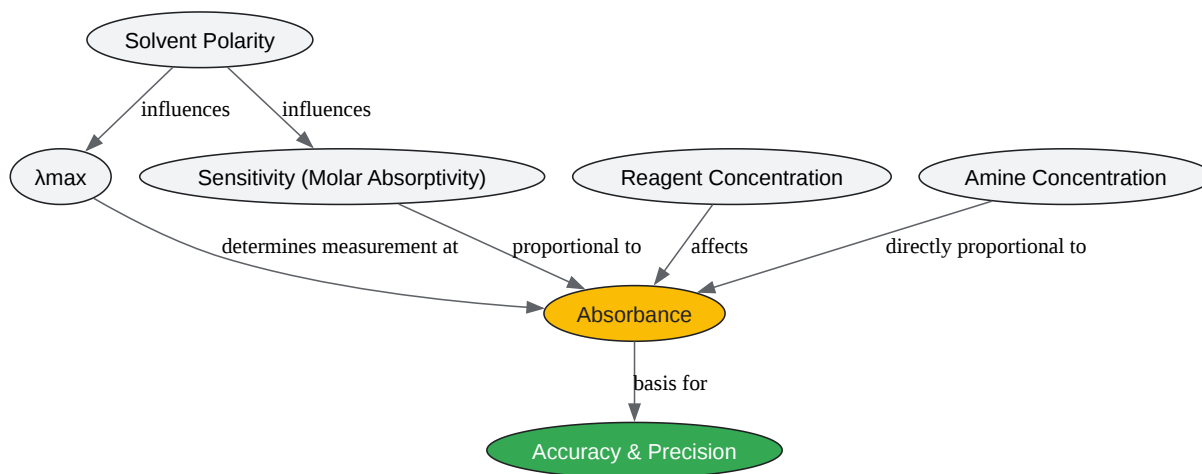 Solvent Polarity
influences
influences
λmax
Sensitivity (Molar Absorptivity)
Reagent Concentration
Amine Concentration
determines measurement at
proportional to
affects
directly proportional to
Absorbance
basis for
Accuracy & Precision